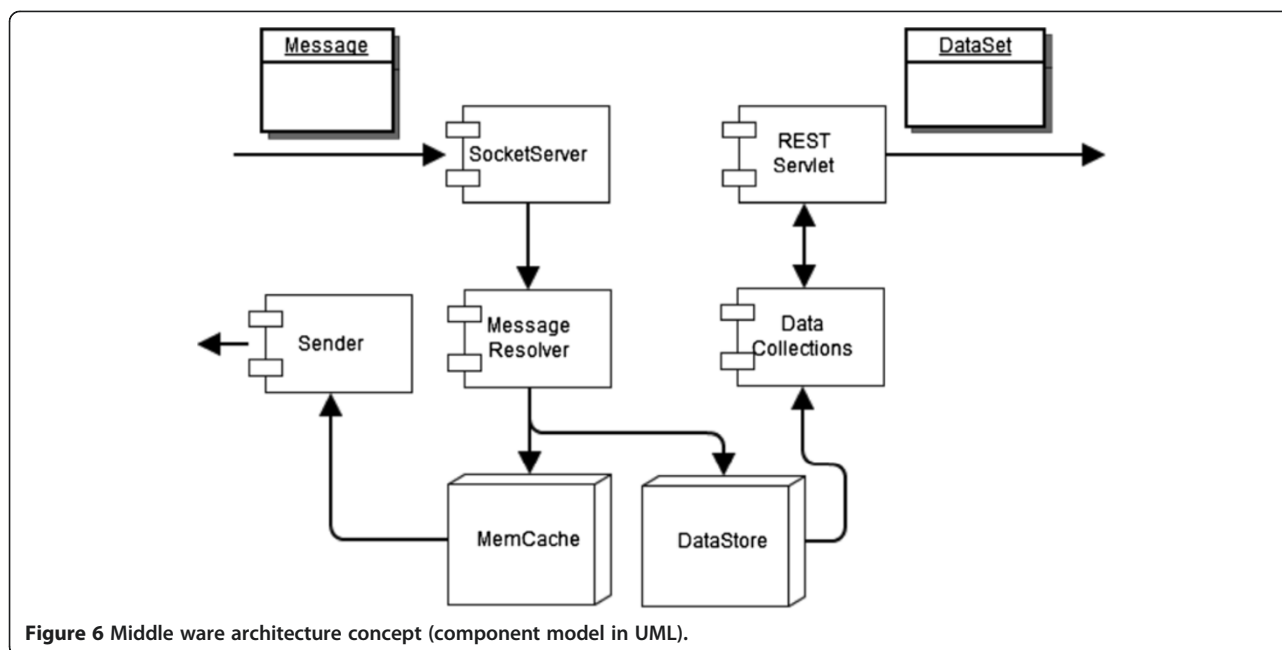 Message
DataSet
SocketServer
REST
Servlet
Sender
Message
Resolver
Data
Collections
MemCache
DataStore
Figure 6 Middle ware architecture concept (component model in UML).